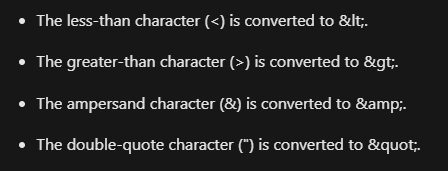 • The less-than character (<) is converted to &lt;.
• The greater-than character (>) is converted to &gt;.
• The ampersand character (&) is converted to &amp;.
• The double-quote character (") is converted to &quot;.